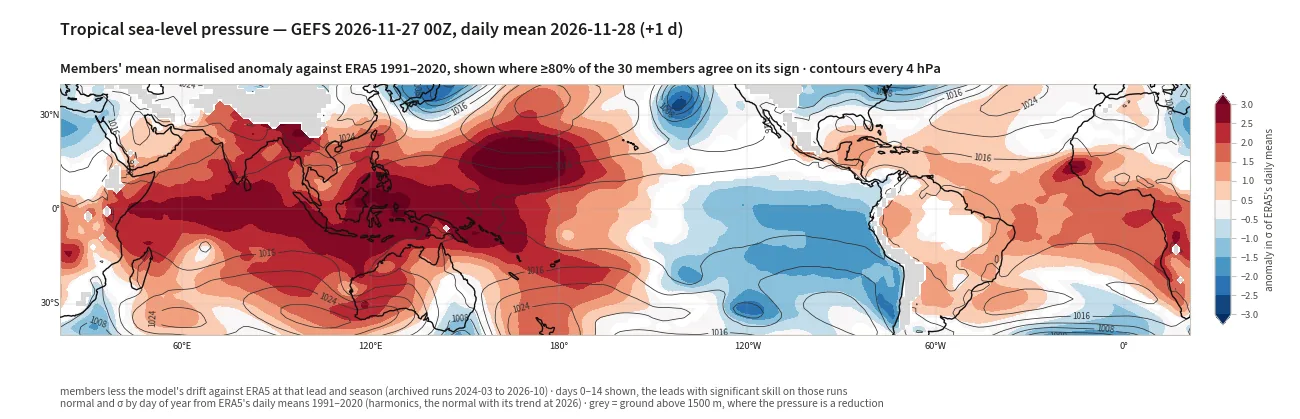 Tropical sea-level pressure — GEFS 2026-11-27 00Z, daily mean 2026-11-28 (+1 d)
Members' mean normalised anomaly against ERA5 1991–2020, shown where ≥80% of the 30 members agree on its sign · contours every 4 hPa
1024
1016
1016
1024
1016
1016
1024
1016
1016
1024
1024
1024
1008
1008
1016
1016
1008
30°N
0°
30°S
60°E
120°E
180°
120°W
60°W
0°
3.0
2.5
2.0
1.5
1.0
0.5
−0.5
−1.0
−1.5
−2.0
−2.5
−3.0
anomaly in σ of ERA5's daily means
members less the model's drift against ERA5 at that lead and season (archived runs 2024-03 to 2026-10) · days 0–14 shown, the leads with significant skill on those runs
normal and σ by day of year from ERA5's daily means 1991–2020 (harmonics, the normal with its trend at 2026) · grey = ground above 1500 m, where the pressure is a reduction